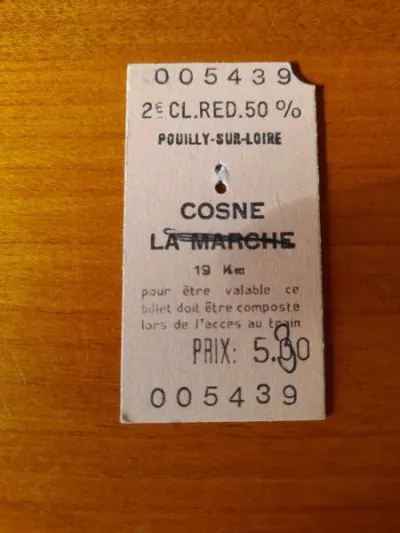 005439
2e CL.RED.50 %
POUILLY-SUR-LOIRE
COSNE
LA MARCHE
19 Km
pour être valable ce
billet doit être composté
lors de l'accès au train
PRIX: 5.80
005439